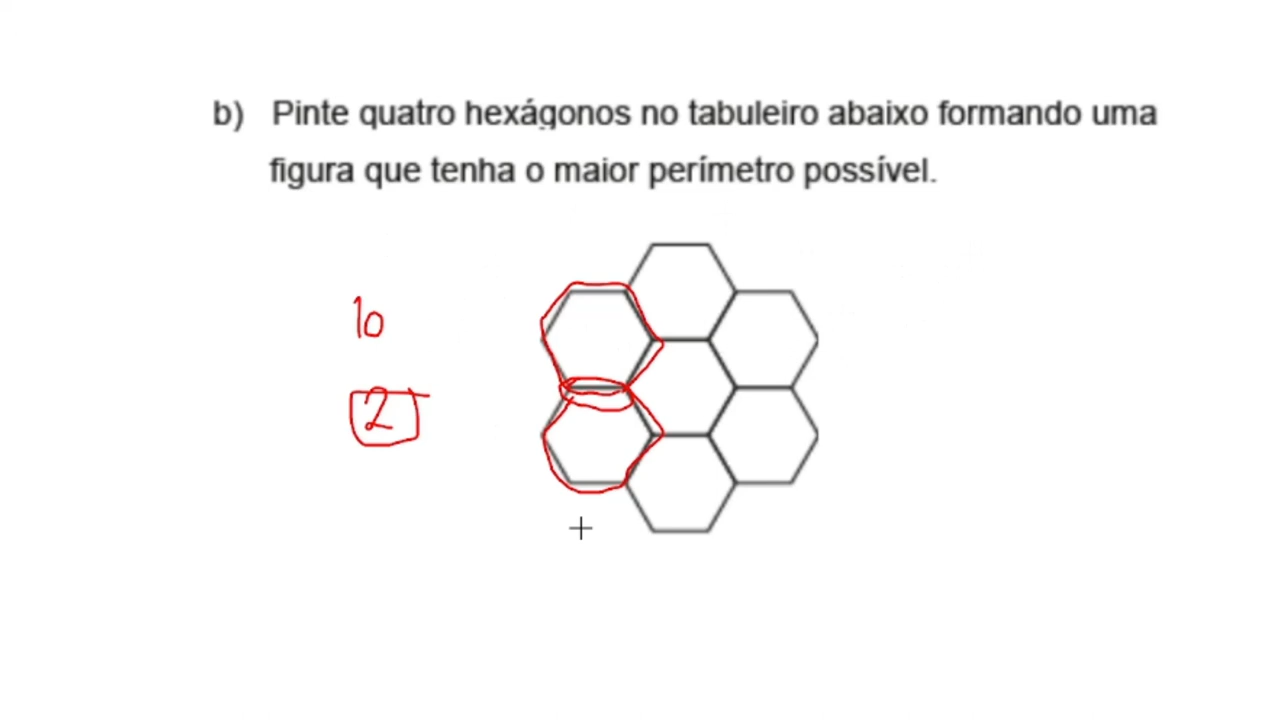 b) Pinte quatro hexágonos no tabuleiro abaixo formando uma
figura que tenha o maior perímetro possível.
10
2